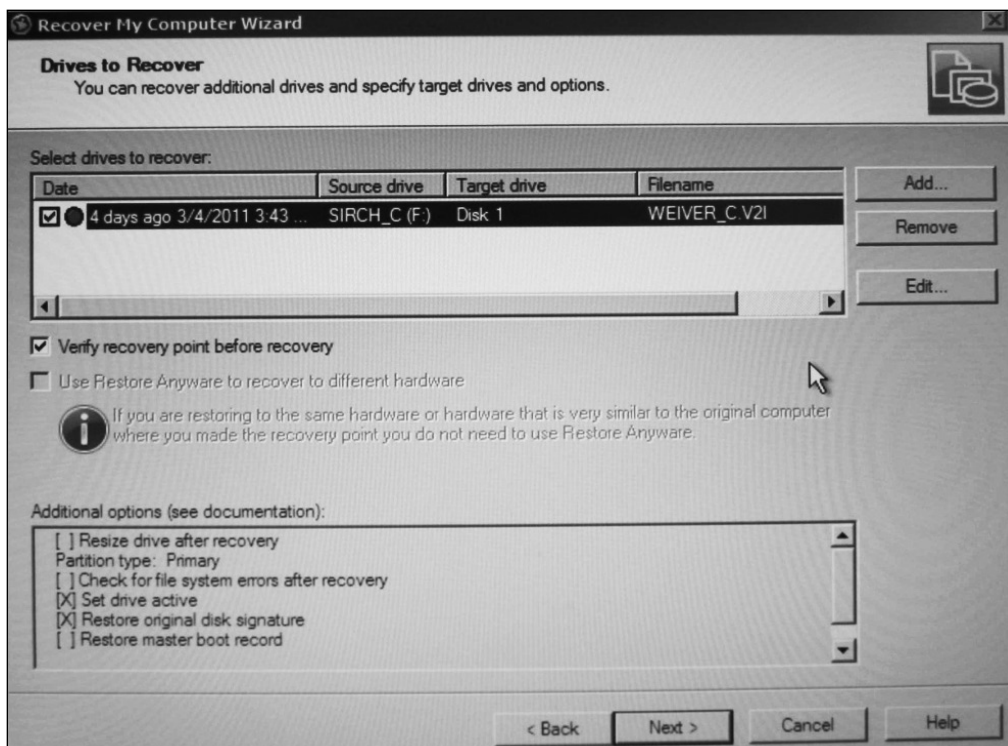 Recover My Computer Wizard
Drives to Recover
You can recover additional drives and specify target drives and options.
Select drives to recover:
Date Source drive Target drive Filename
4 days ago 3/4/2011 3:43 ... SIRCH_C (F:) Disk 1 WEIVER_C.V2I
Add...
Remove
Edit...
Verify recovery point before recovery
Use Restore Anyware to recover to different hardware
If you are restoring to the same hardware or hardware that is very similar to the original computer
where you made the recovery point you do not need to use Restore Anyware.
Additional options (see documentation):
[ ] Resize drive after recovery
Partition type: Primary
[ ] Check for file system errors after recovery
[X] Set drive active
[X] Restore original disk signature
[ ] Restore master boot record
< Back Next > Cancel Help